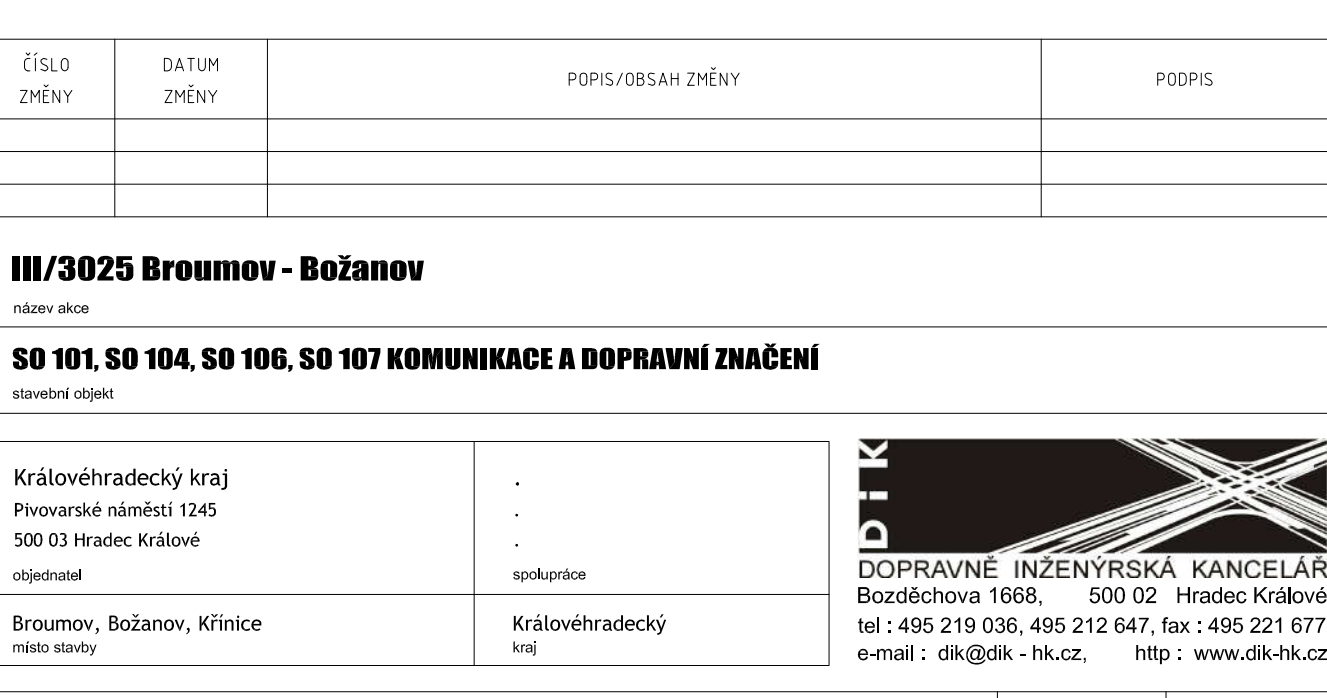 ČÍSLO ZMĚNY
DATUM ZMĚNY
POPIS/OBSAH ZMĚNY
PODPIS
III/3025 Broumov - Božanov
název akce
SO 101, SO 104, SO 106, SO 107 KOMUNIKACE A DOPRAVNÍ ZNAČENÍ
stavební objekt
Královéhradecký kraj
Pivovarské náměstí 1245
500 03 Hradec Králové
objednatel
.
.
.
spolupráce
Broumov, Božanov, Křínice
místo stavby
Královéhradecký
kraj
DiK
DOPRAVNĚ INŽENÝRSKÁ KANCELÁŘ
Bozděchova 1668, 500 02 Hradec Králové
tel : 495 219 036, 495 212 647, fax : 495 221 677
e-mail : dik@dik - hk.cz, http : www.dik-hk.cz